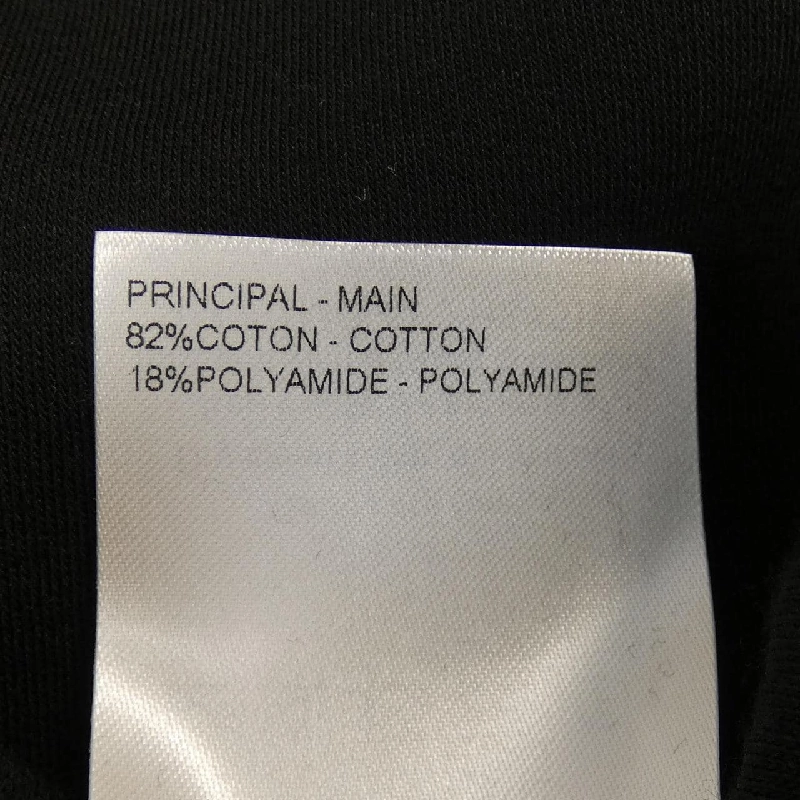 PRINCIPAL - MAIN
82%COTON - COTTON
18%POLYAMIDE - POLYAMIDE